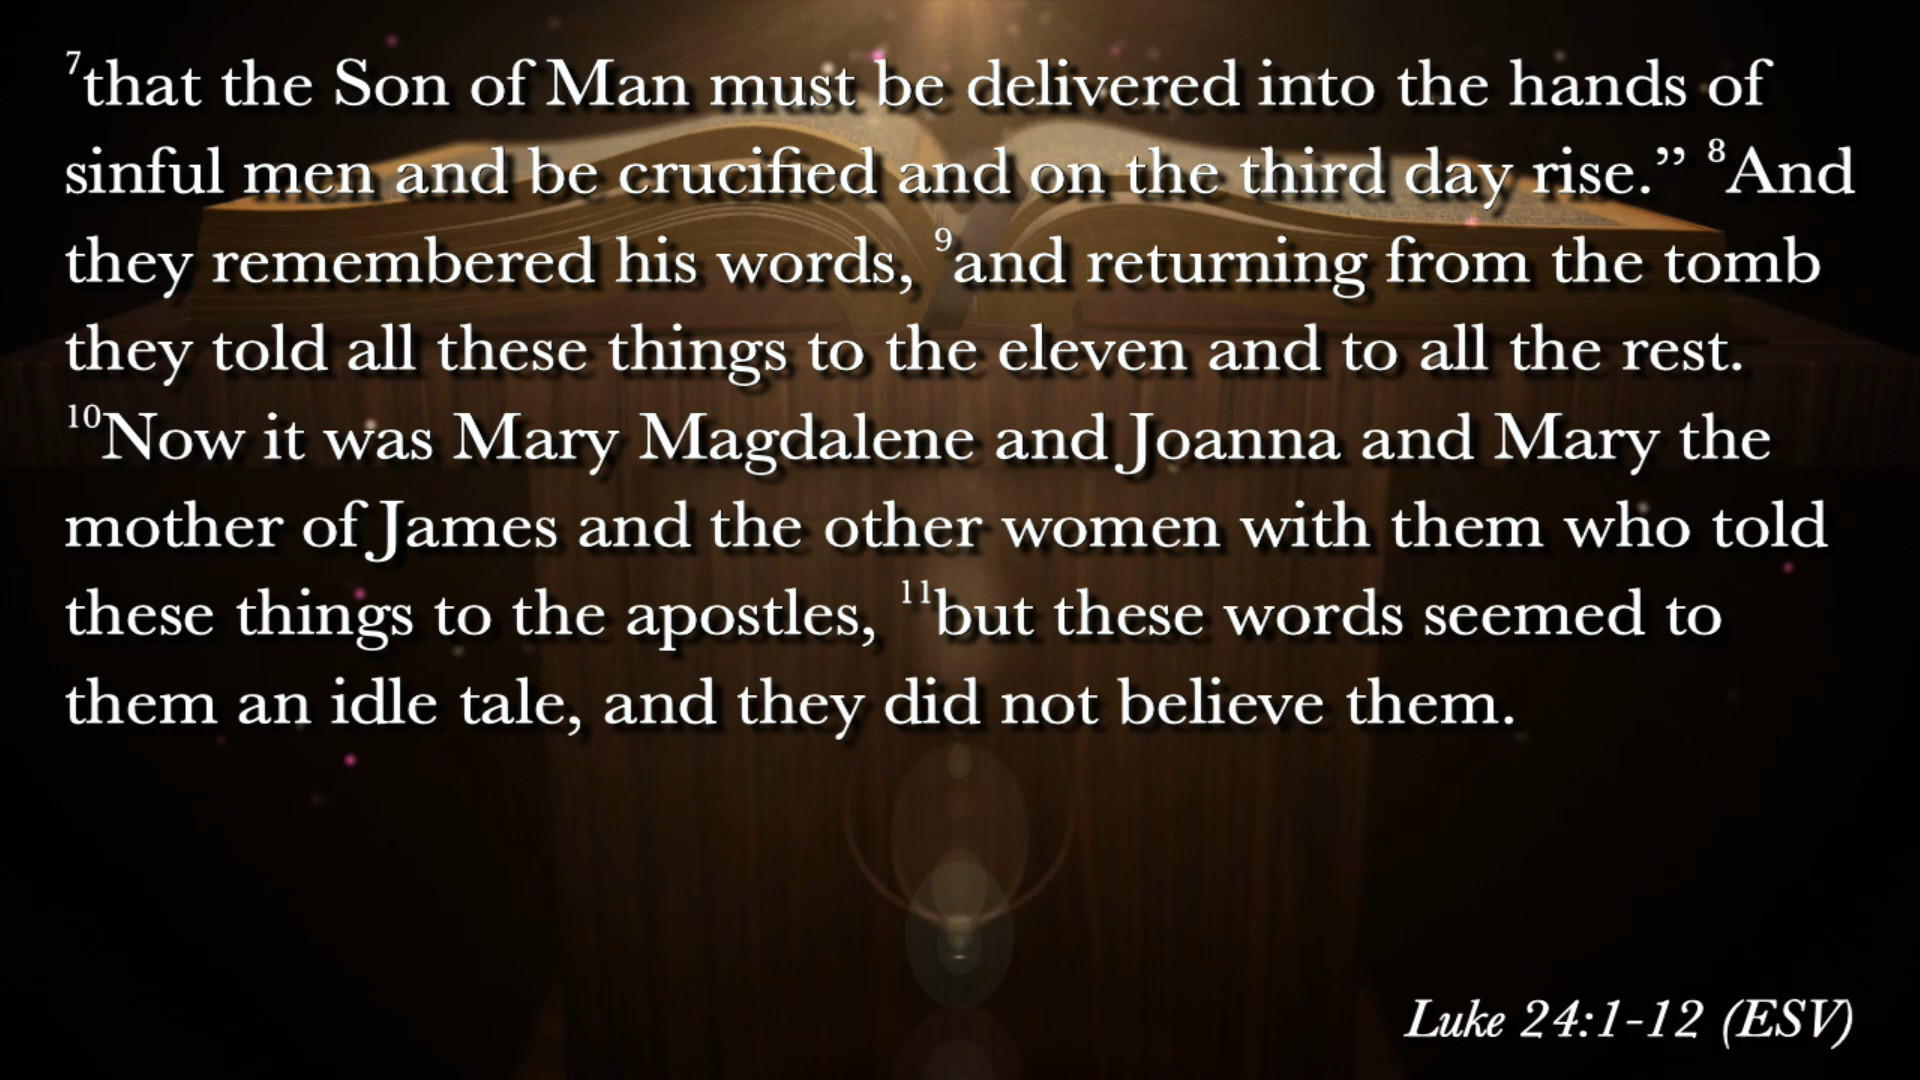 ⁷that the Son of Man must be delivered into the hands of
sinful men and be crucified and on the third day rise.” ⁸And
they remembered his words, ⁹and returning from the tomb
they told all these things to the eleven and to all the rest.
¹⁰Now it was Mary Magdalene and Joanna and Mary the
mother of James and the other women with them who told
these things to the apostles, ¹¹but these words seemed to
them an idle tale, and they did not believe them.
Luke 24:1-12 (ESV)